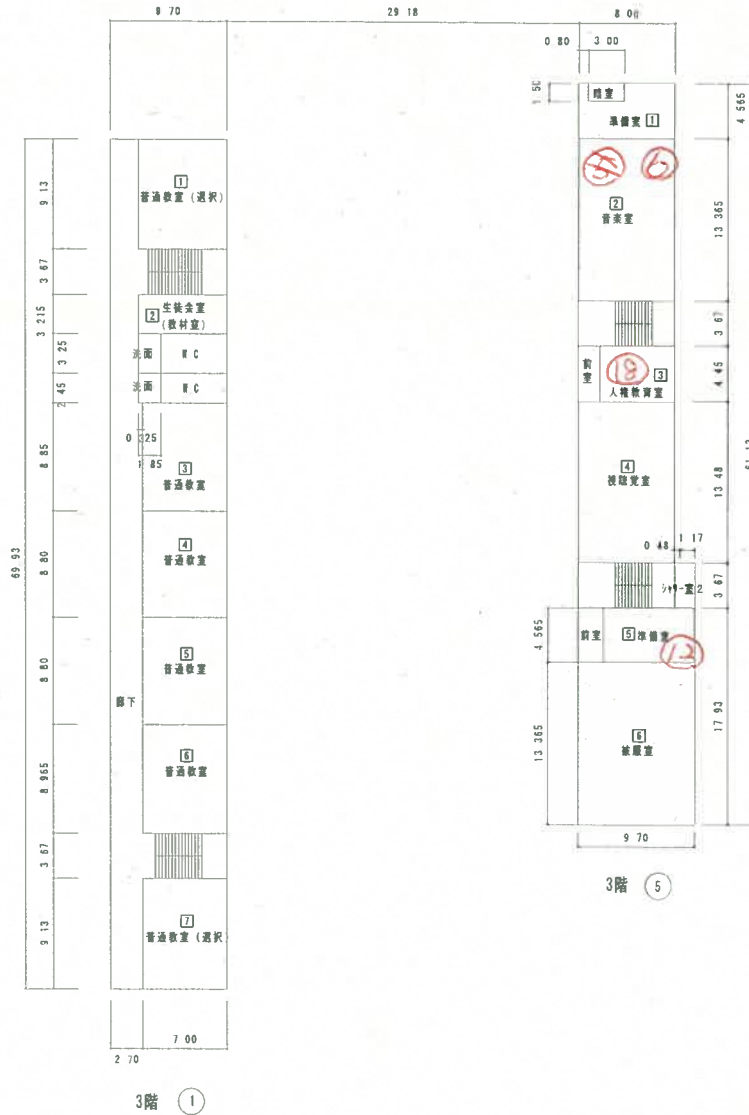 9 70
29 18
8 00
0 80
3 00
1 50
暗室
準備室 1
4 565
9 13
1
普通教室 (選択)
6
2
音楽室
13 365
3 67
3 67
3 215
2 生徒会室
(教材室)
3 25
洗面 W C
2 45
洗面 W C
前室
18
3
人権教育室
4 45
0 325
1 85
8 85
3
普通教室
4
視聴覚室
13 48
8 80
4
普通教室
0 48
1 17
3 67
シャワー室 2
69 93
8 80
5
普通教室
4 565
前室
5 準備室
12
廊下
8 965
6
普通教室
13 365
6
被服室
17 93
3 67
9 70
3階 5
9 13
7
普通教室 (選択)
7 00
2 70
3階 1